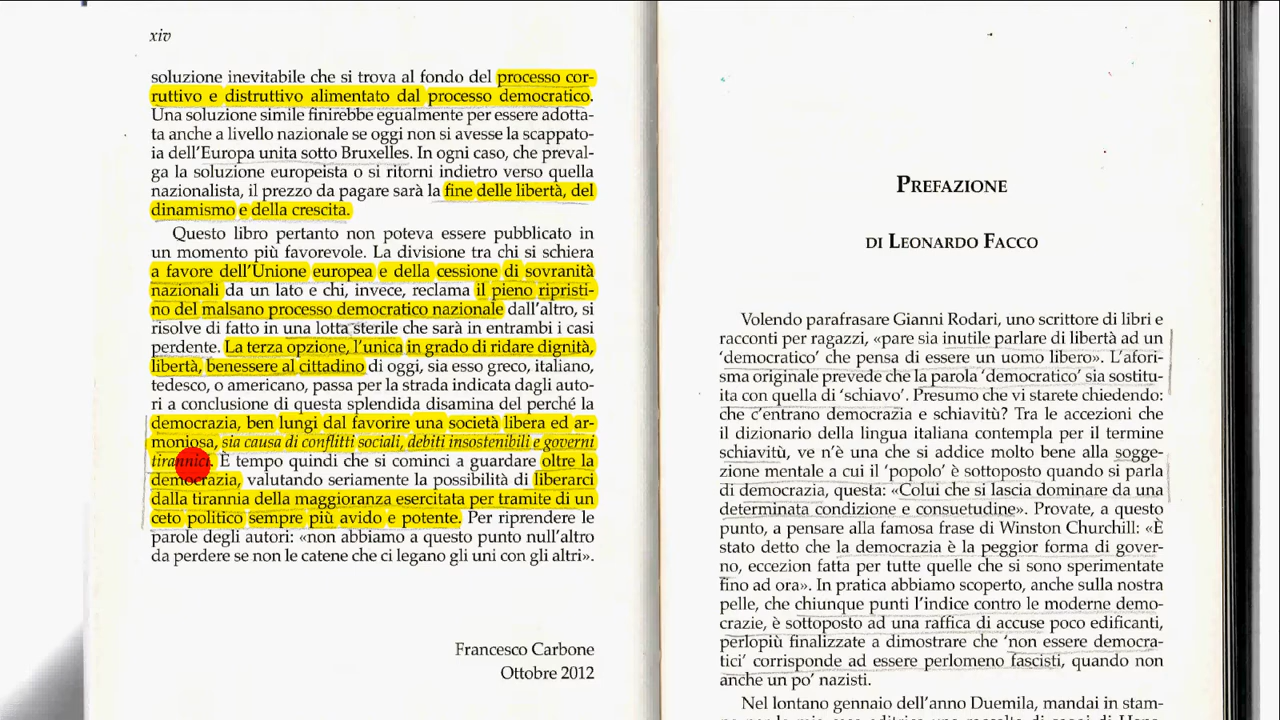 xiv
soluzione inevitabile che si trova al fondo del processo cor-
ruttivo e distruttivo alimentato dal processo democratico.
Una soluzione simile finirebbe egualmente per essere adotta-
ta anche a livello nazionale se oggi non si avesse la scappato-
ia dell'Europa unita sotto Bruxelles. In ogni caso, che preval-
ga la soluzione europeista o si ritorni indietro verso quella
nazionalista, il prezzo da pagare sarà la fine delle libertà, del
dinamismo e della crescita.
Questo libro pertanto non poteva essere pubblicato in
un momento più favorevole. La divisione tra chi si schiera
a favore dell'Unione europea e della cessione di sovranità
nazionali da un lato e chi, invece, reclama il pieno ripristi-
no del malsano processo democratico nazionale dall'altro, si
risolve di fatto in una lotta sterile che sarà in entrambi i casi
perdente. La terza opzione, l'unica in grado di ridare dignità,
libertà, benessere al cittadino di oggi, sia esso greco, italiano,
tedesco, o americano, passa per la strada indicata dagli auto-
ri a conclusione di questa splendida disamina del perché la
democrazia, ben lungi dal favorire una società libera ed ar-
moniosa, sia causa di conflitti sociali, debiti insostenibili e governi
tirannici. È tempo quindi che si cominci a guardare oltre la
democrazia, valutando seriamente la possibilità di liberarci
dalla tirannia della maggioranza esercitata per tramite di un
ceto politico sempre più avido e potente. Per riprendere le
parole degli autori: «non abbiamo a questo punto null'altro
da perdere se non le catene che ci legano gli uni con gli altri».
Francesco Carbone
Ottobre 2012
PREFAZIONE
DI LEONARDO FACCO
Volendo parafrasare Gianni Rodari, uno scrittore di libri e
racconti per ragazzi, «pare sia inutile parlare di libertà ad un
'democratico' che pensa di essere un uomo libero». L'afori-
sma originale prevede che la parola 'democratico' sia sostitu-
ita con quella di 'schiavo'. Presumo che vi starete chiedendo:
che c'entrano democrazia e schiavitù? Tra le accezioni che
il dizionario della lingua italiana contempla per il termine
schiavitù, ve n'è una che si addice molto bene alla sogge-
zione mentale a cui il 'popolo' è sottoposto quando si parla
di democrazia, questa: «Colui che si lascia dominare da una
determinata condizione e consuetudine». Provate, a questo
punto, a pensare alla famosa frase di Winston Churchill: «È
stato detto che la democrazia è la peggior forma di gover-
no, eccezion fatta per tutte quelle che si sono sperimentate
fino ad ora». In pratica abbiamo scoperto, anche sulla nostra
pelle, che chiunque punti l'indice contro le moderne demo-
crazie, è sottoposto ad una raffica di accuse poco edificanti,
perlopiù finalizzate a dimostrare che 'non essere democra-
tici' corrisponde ad essere perlomeno fascisti, quando non
anche un po' nazisti.
Nel lontano gennaio dell'anno Duemila, mandai in stam-